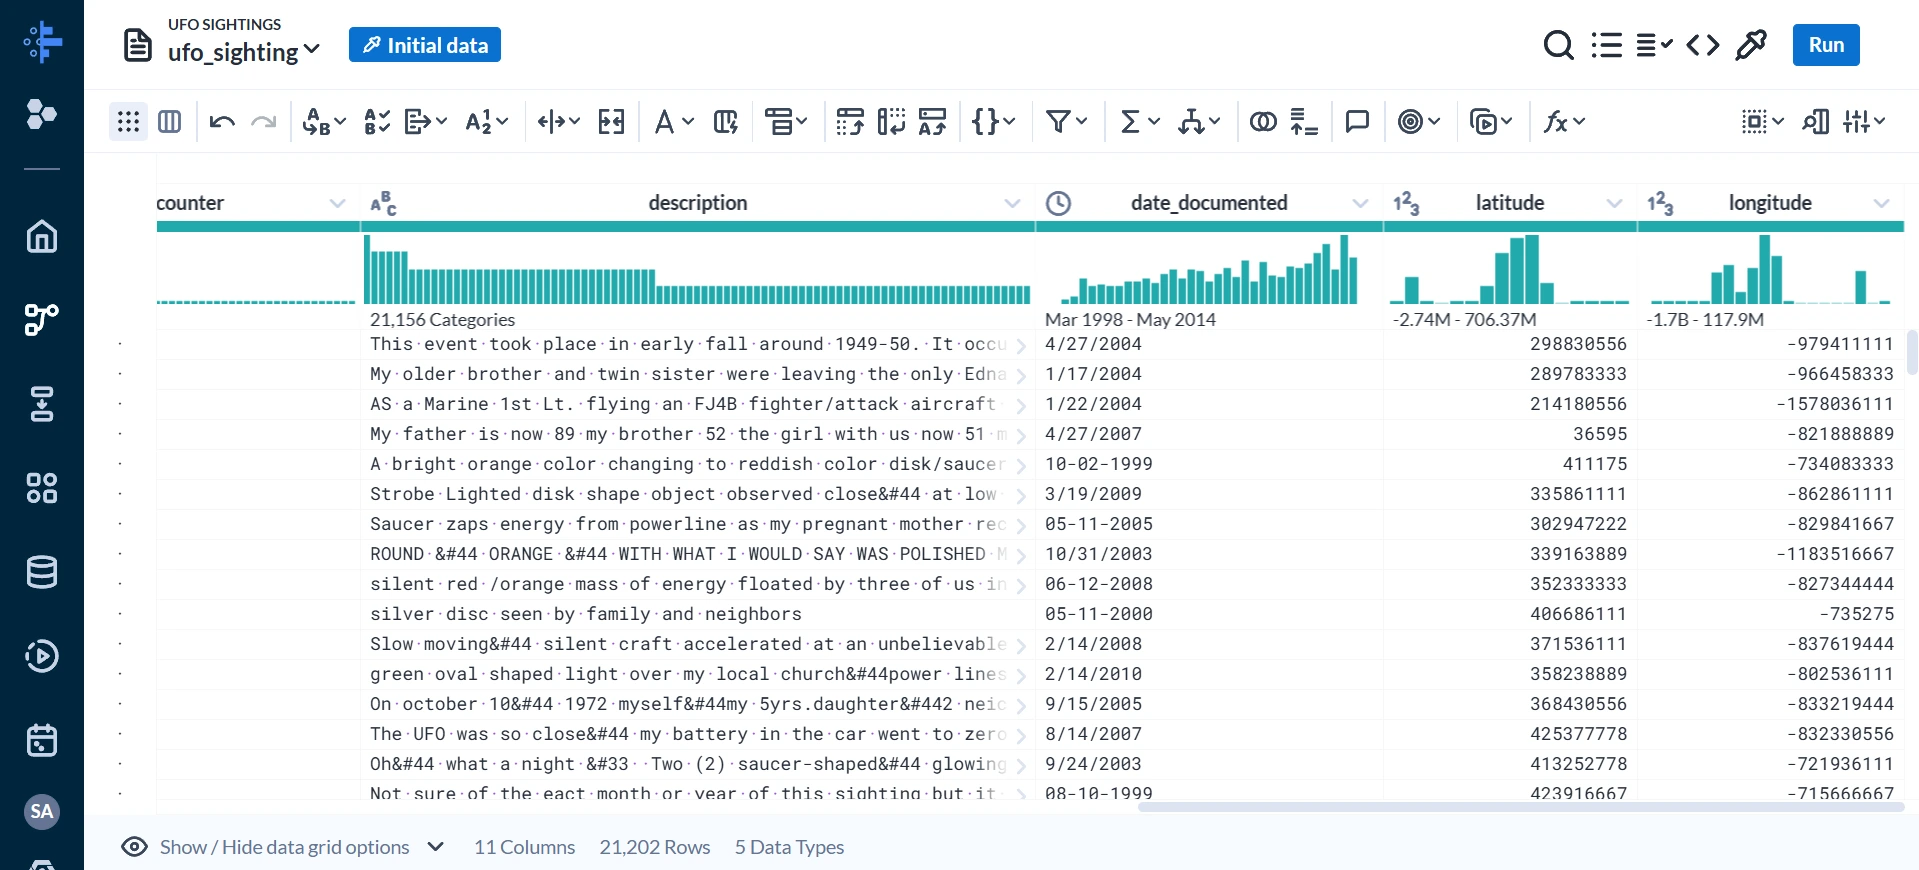 UFO SIGHTINGS
ufo_sighting
Initial data
Run
counter
description
date_documented
latitude
longitude
21,156 Categories
Mar 1998 - May 2014
-2.74M - 706.37M
-1.7B - 117.9M
This·event·took·place·in·early·fall·around·1949-50.·It·occu 4/27/2004 298830556 -979411111
My·older·brother·and·twin·sister·were·leaving·the·only·Edna 1/17/2004 289783333 -966458333
AS·a·Marine·1st·Lt.·flying·an·FJ4B·fighter/attack·aircraft· 1/22/2004 214180556 -1578036111
My·father·is·now·89·my·brother·52·the·girl·with·us·now·51·m 4/27/2007 36595 -821888889
A·bright·orange·color·changing·to·reddish·color·disk/saucer 10-02-1999 411175 -734083333
Strobe·Lighted·disk·shape·object·observed·close&#44·at·low· 3/19/2009 335861111 -862861111
Saucer·zaps·energy·from·powerline·as·my·pregnant·mother·rec 05-11-2005 302947222 -829841667
ROUND·&#44·ORANGE·&#44·WITH·WHAT·I·WOULD·SAY·WAS·POLISHED·M 10/31/2003 339163889 -1183516667
silent·red·/orange·mass·of·energy·floated·by·three·of·us·in 06-12-2008 352333333 -827344444
silver·disc·seen·by·family·and·neighbors 05-11-2000 406686111 -735275
Slow·moving&#44·silent·craft·accelerated·at·an·unbelievable 2/14/2008 371536111 -837619444
green·oval·shaped·light·over·my·local·church&#44power·lines 2/14/2010 358238889 -802536111
On·october·10&#44·1972·myself&#44my·5yrs.daughter&#442·neic 9/15/2005 368430556 -833219444
The·UFO·was·so·close&#44·my·battery·in·the·car·went·to·zero 8/14/2007 425377778 -832330556
Oh&#44·what·a·night·&#33··Two·(2)·saucer-shaped&#44·glowing 9/24/2003 413252778 -721936111
Not·sure·of·the·eact·month·or·year·of·this·sighting·but·it· 08-10-1999 423916667 -715666667
SA
Show / Hide data grid options
11 Columns
21,202 Rows
5 Data Types